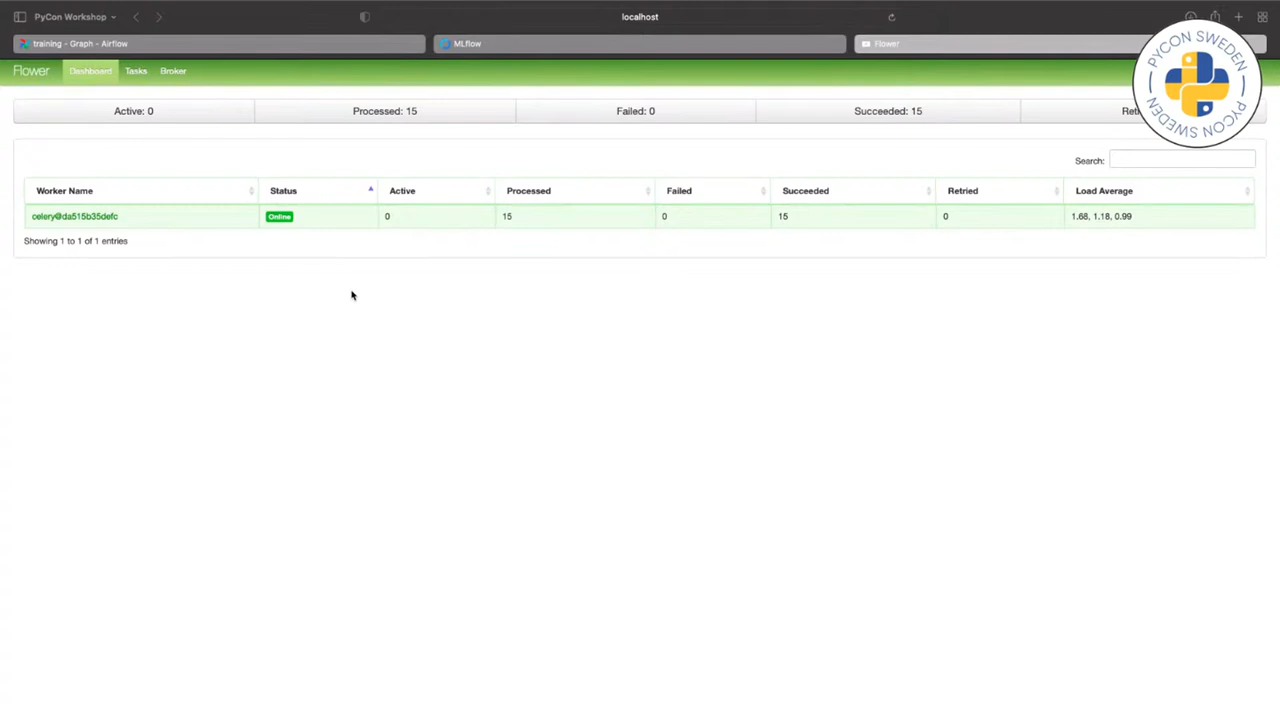 PyCon Workshop
localhost
training - Graph - Airflow
MLflow
Flower
PYCON SWEDEN
PYCON SWEDEN
Flower Dashboard Tasks Broker
Active: 0 Processed: 15 Failed: 0 Succeeded: 15
Search:
Worker Name Status Active Processed Failed Succeeded Retried Load Average
celery@da515b35defc Online 0 15 0 15 0 1.68, 1.18, 0.99
Showing 1 to 1 of 1 entries